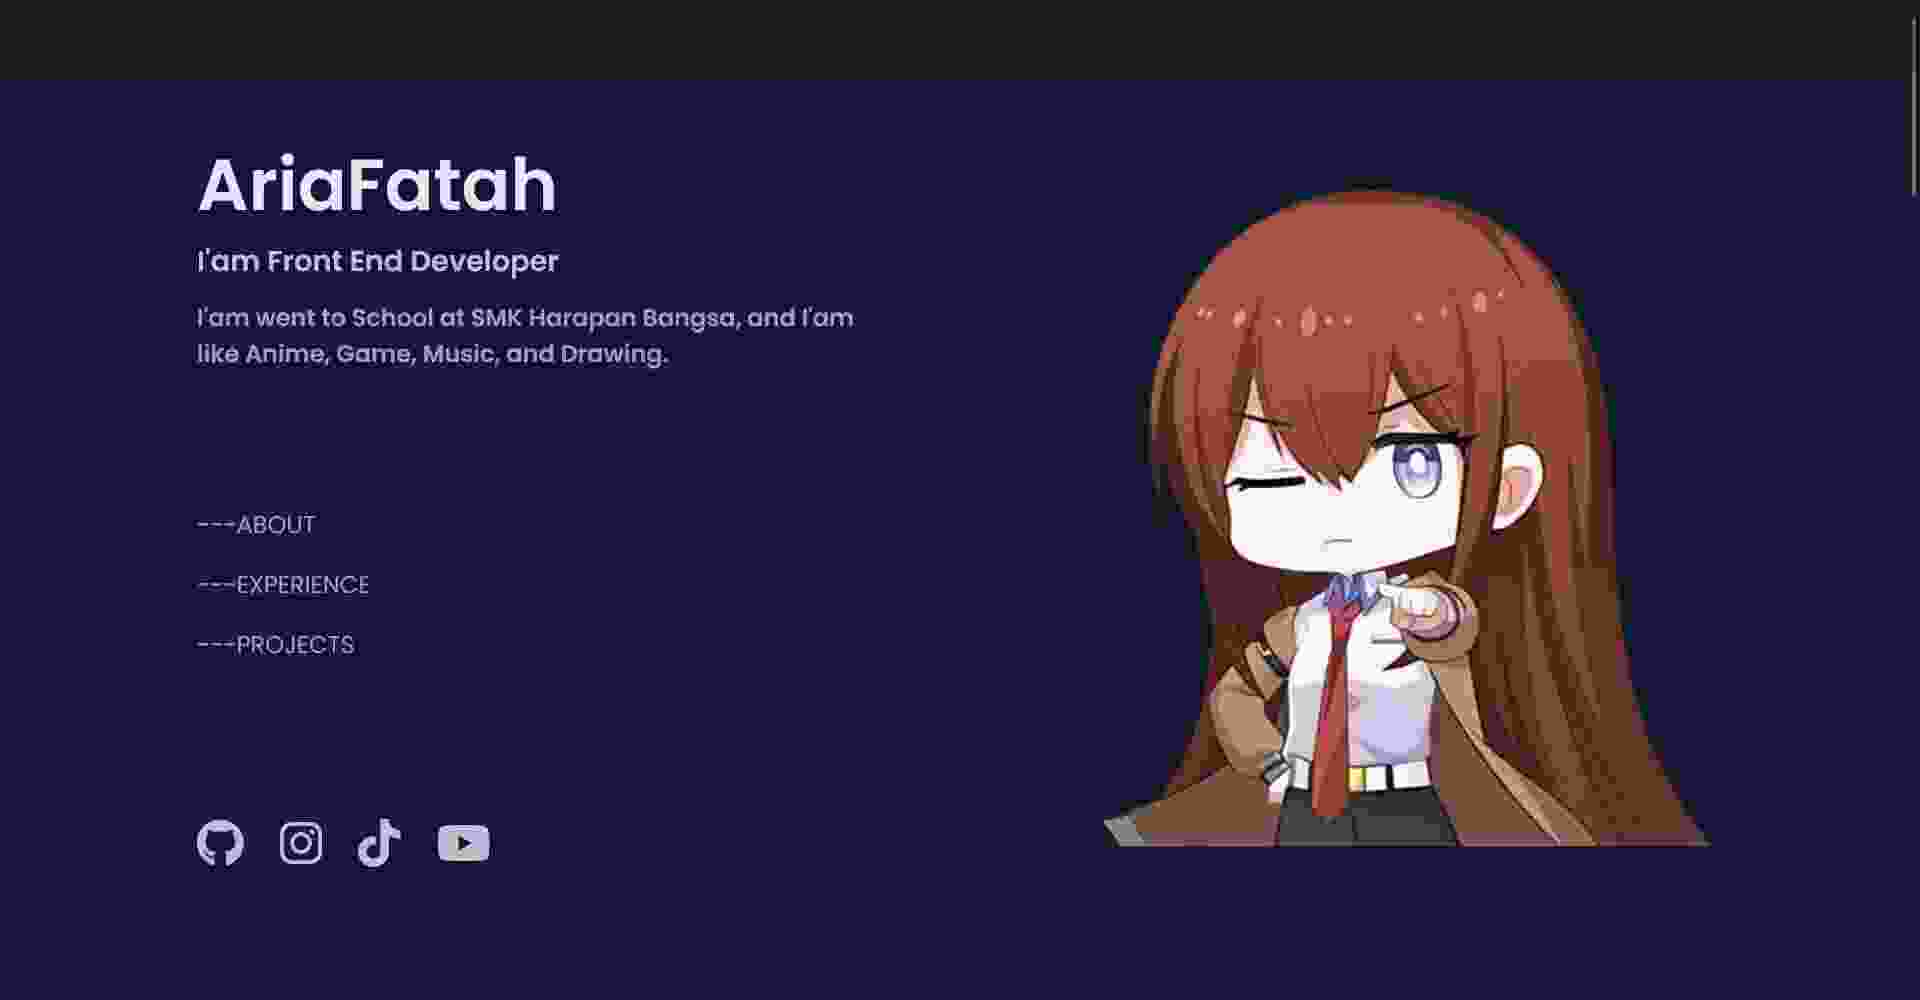 AriaFatah
I'am Front End Developer
I'am went to School at SMK Harapan Bangsa, and I'am
like Anime, Game, Music, and Drawing.
---ABOUT
---EXPERIENCE
---PROJECTS